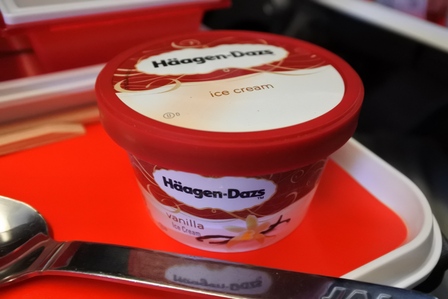 Häagen-Dazs
ice cream
Häagen-Dazs
vanilla
Ice Cream